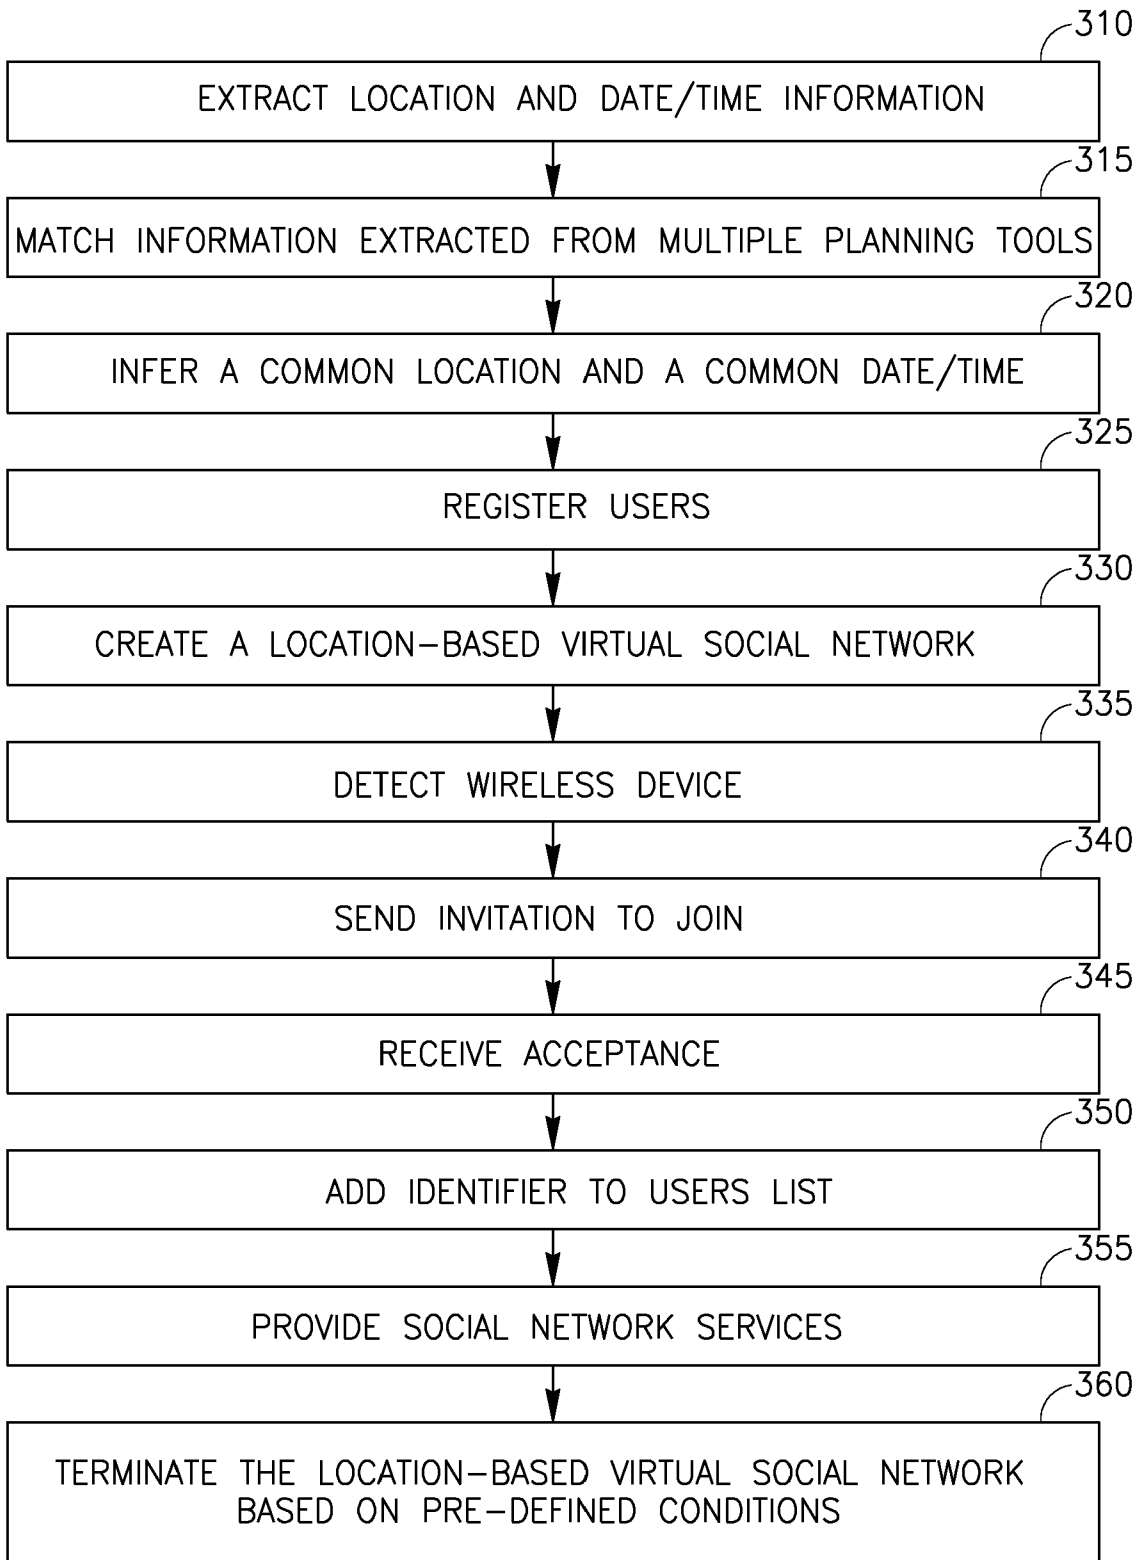 310
EXTRACT LOCATION AND DATE/TIME INFORMATION
315
MATCH INFORMATION EXTRACTED FROM MULTIPLE PLANNING TOOLS
320
INFER A COMMON LOCATION AND A COMMON DATE/TIME
325
REGISTER USERS
330
CREATE A LOCATION-BASED VIRTUAL SOCIAL NETWORK
335
DETECT WIRELESS DEVICE
340
SEND INVITATION TO JOIN
345
RECEIVE ACCEPTANCE
350
ADD IDENTIFIER TO USERS LIST
355
PROVIDE SOCIAL NETWORK SERVICES
360
TERMINATE THE LOCATION-BASED VIRTUAL SOCIAL NETWORK
BASED ON PRE-DEFINED CONDITIONS